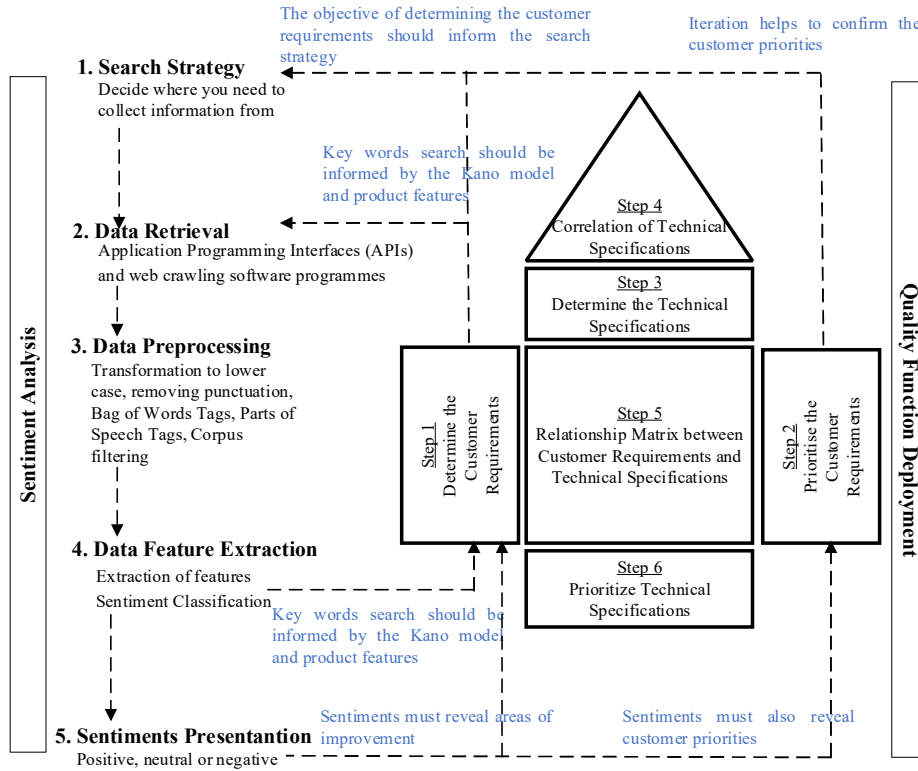 The objective of determining the customer
requirements should inform the search
strategy
Iteration helps to confirm the
customer priorities
1. Search Strategy
Decide where you need to
collect information from
Key words search should be
informed by the Kano model
and product features
2. Data Retrieval
Application Programming Interfaces (APIs)
and web crawling software programmes
3. Data Preprocessing
Transformation to lower
case, removing punctuation,
Bag of Words Tags, Parts of
Speech Tags, Corpus
filtering
4. Data Feature Extraction
Extraction of features
Sentiment Classification
Key words search should be
informed by the Kano model
and product features
5. Sentiments Presentantion
Positive, neutral or negative
Sentiments must reveal areas of
improvement
Sentiments must also reveal
customer priorities
Sentiment Analysis
Step 4
Correlation of Technical
Specifications
Step 3
Determine the Technical
Specifications
Step 1
Determine the
Customer
Requirements
Step 5
Relationship Matrix between
Customer Requirements and
Technical Specifications
Step 2
Prioritise the
Customer
Requirements
Step 6
Prioritize Technical
Specifications
Quality Function Deployment